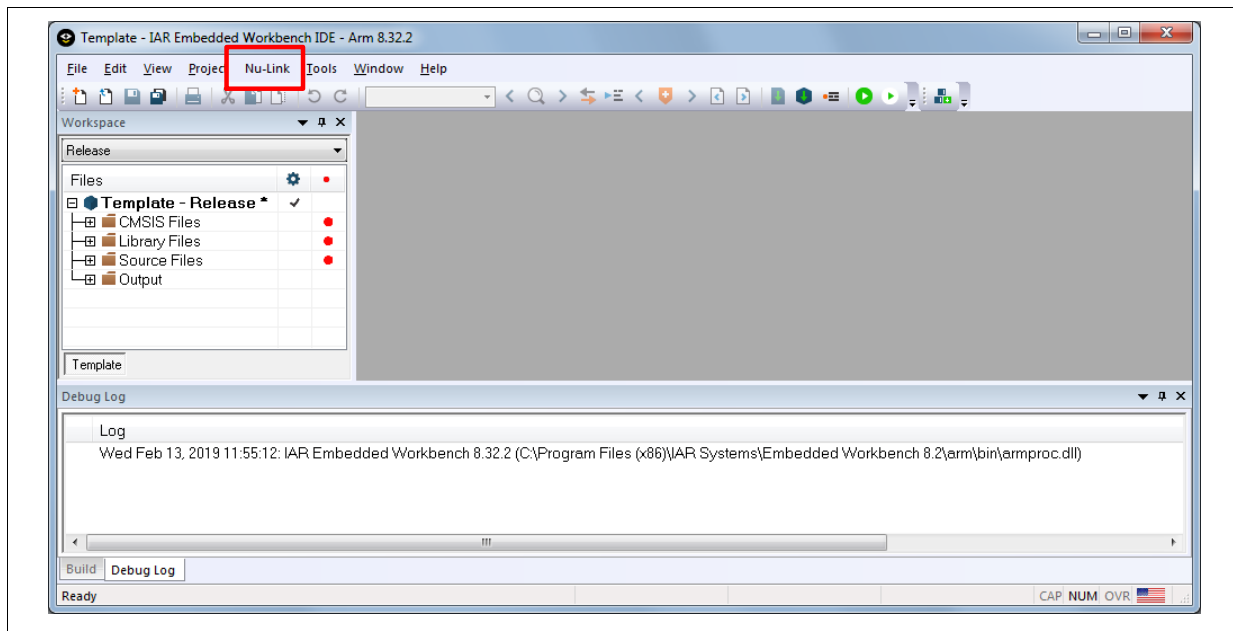 Template - IAR Embedded Workbench IDE - Arm 8.32.2
File Edit View Project Nu-Link Tools Window Help
Workspace
Release
Files
Template - Release *
CMSIS Files
Library Files
Source Files
Output
Template
Debug Log
Log
Wed Feb 13, 2019 11:55:12: IAR Embedded Workbench 8.32.2 (C:\Program Files (x86)\IAR Systems\Embedded Workbench 8.2\arm\bin\armproc.dll)
Build Debug Log
Ready CAP NUM OVR